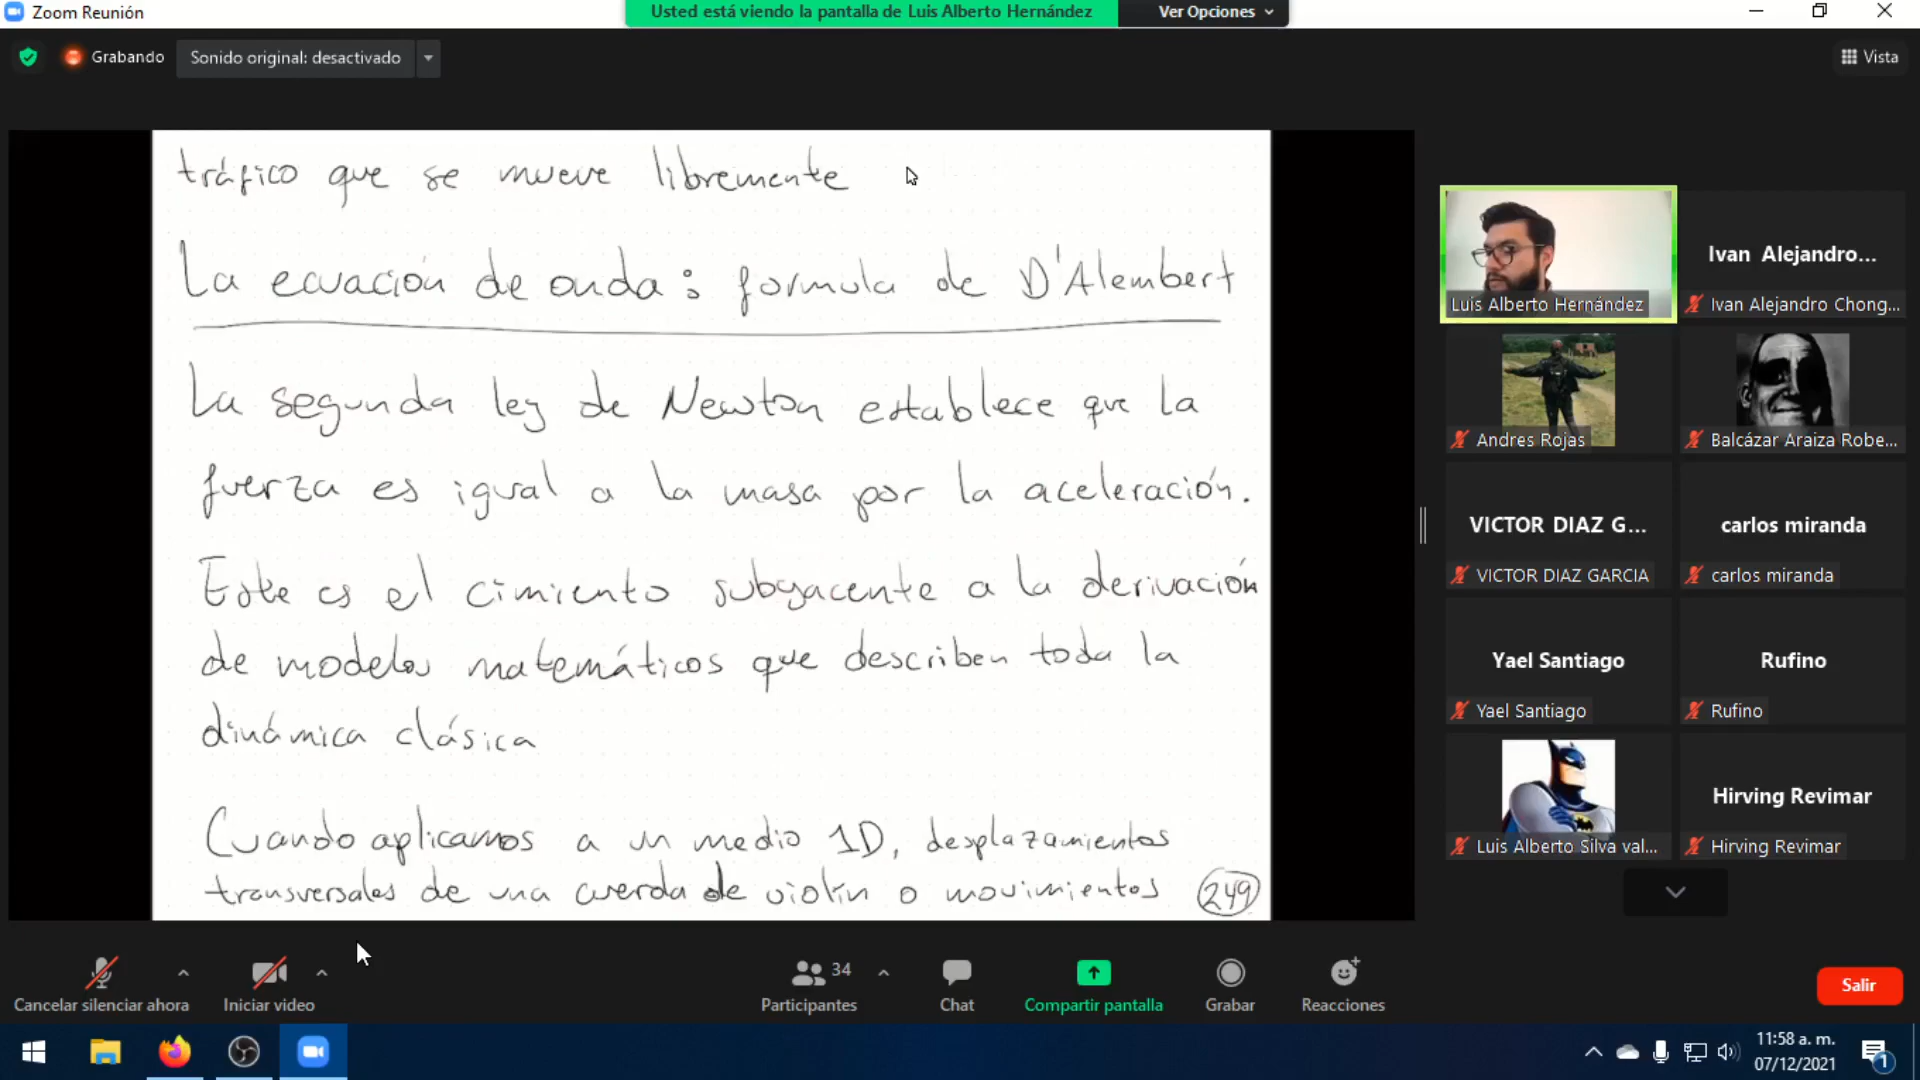 Zoom Reunión
Usted está viendo la pantalla de Luis Alberto Hernández
Ver Opciones
Grabando
Sonido original: desactivado
Vista
tráfico que se mueve libremente
La ecuación de onda: formula de D'Alembert
La segunda ley de Newton establece que la
fuerza es igual a la masa por la aceleración.
Este es el cimiento subyacente a la derivación
de modelos matemáticos que describen toda la
dinámica clásica
Cuando aplicamos a un medio 1D, desplazamientos
transversales de una cuerda de violin o movimientos
249
Luis Alberto Hernández
Ivan Alejandro...
Ivan Alejandro Chong...
Andres Rojas
Balcázar Araiza Robe...
VICTOR DIAZ G...
VICTOR DIAZ GARCIA
carlos miranda
carlos miranda
Yael Santiago
Yael Santiago
Rufino
Rufino
Luis Alberto Silva val...
Hirving Revimar
Hirving Revimar
Cancelar silenciar ahora
Iniciar video
34
Participantes
Chat
Compartir pantalla
Grabar
Reacciones
Salir
11:58 a. m.
07/12/2021
1